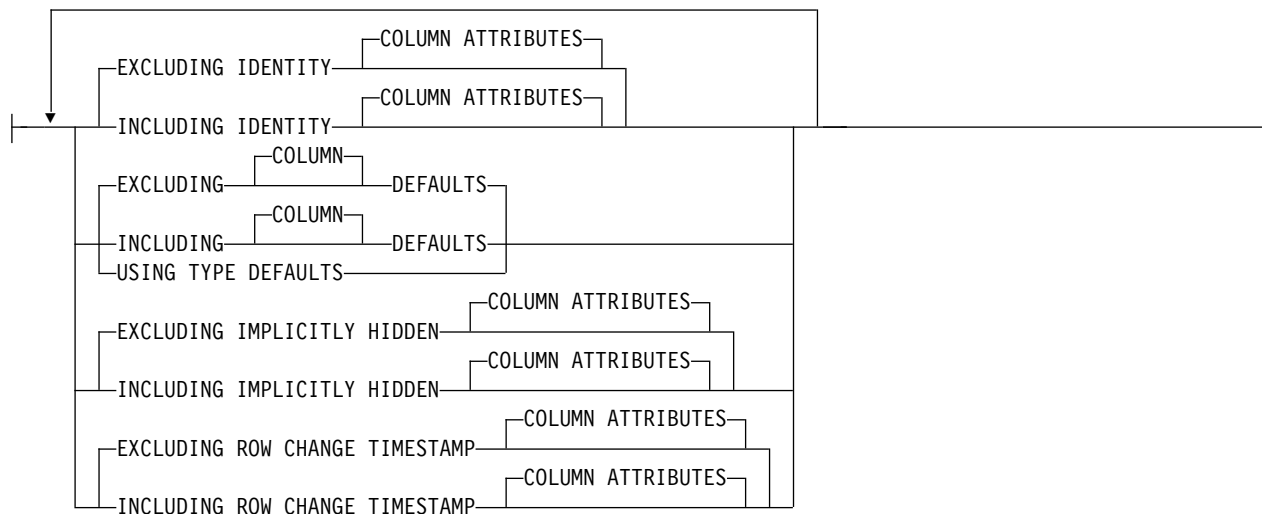 COLUMN ATTRIBUTES
EXCLUDING IDENTITY
COLUMN ATTRIBUTES
INCLUDING IDENTITY
COLUMN
EXCLUDING DEFAULTS
COLUMN
INCLUDING DEFAULTS
USING TYPE DEFAULTS
COLUMN ATTRIBUTES
EXCLUDING IMPLICITLY HIDDEN
COLUMN ATTRIBUTES
INCLUDING IMPLICITLY HIDDEN
COLUMN ATTRIBUTES
EXCLUDING ROW CHANGE TIMESTAMP
COLUMN ATTRIBUTES
INCLUDING ROW CHANGE TIMESTAMP